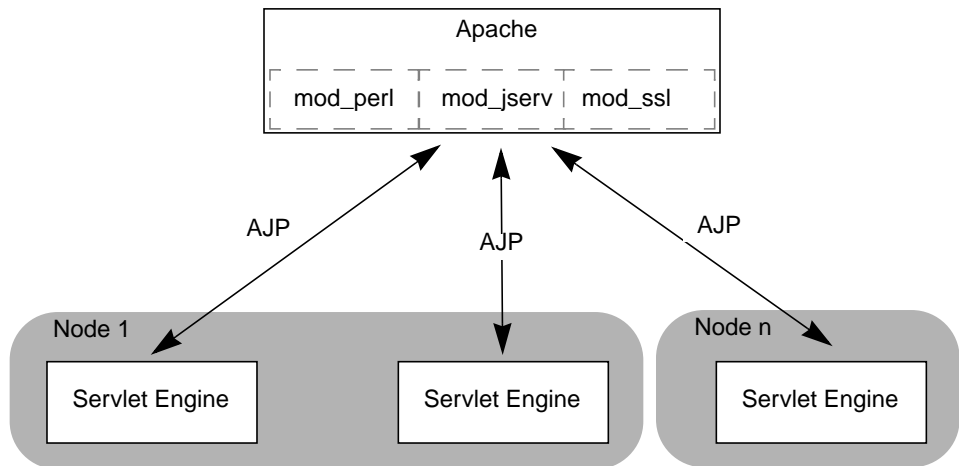 Apache
mod_perl mod_jserv mod_ssl
AJP
AJP
AJP
Node 1
Node n
Servlet Engine
Servlet Engine
Servlet Engine